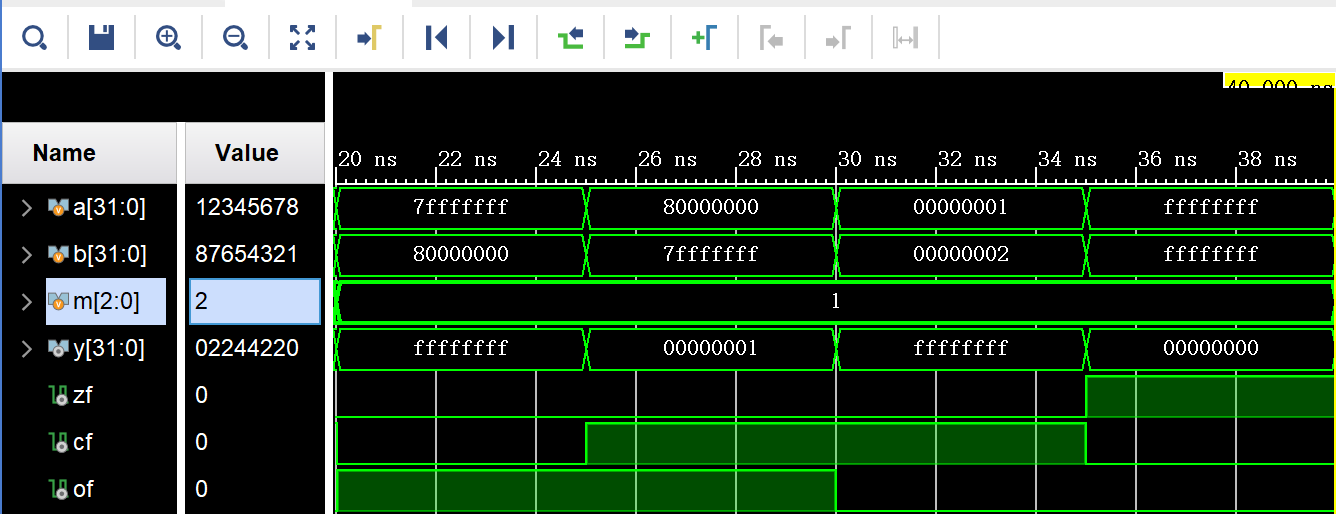 40.000 ns
Name Value 20 ns 22 ns 24 ns 26 ns 28 ns 30 ns 32 ns 34 ns 36 ns 38 ns
a[31:0] 12345678 7fffffff 80000000 00000001 ffffffff
b[31:0] 87654321 80000000 7fffffff 00000002 ffffffff
m[2:0] 2 1
y[31:0] 02244220 ffffffff 00000001 ffffffff 00000000
zf 0
cf 0
of 0